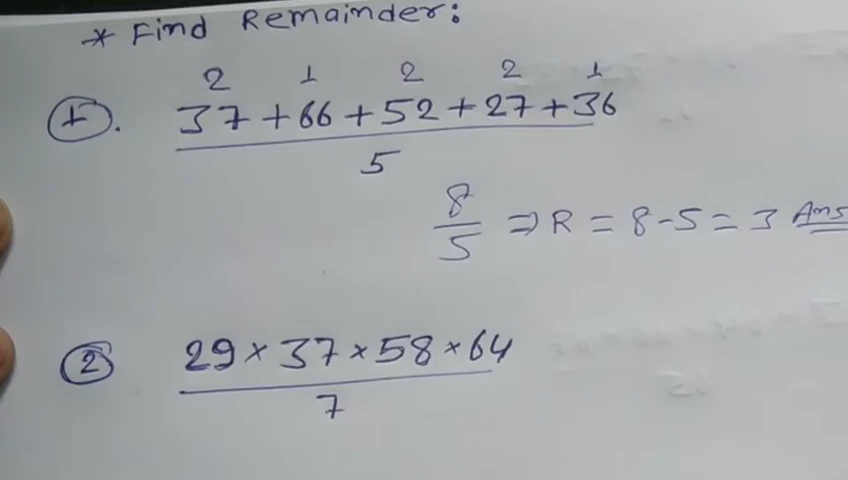 * Find Remainder:
2 1 2 2 1
1. 37+66+52+27+36
5
8
5 ⇒ R = 8-5 = 3 Ans
2 29×37×58×64
7